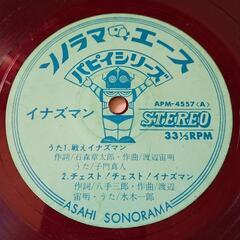 ソノラマエース
パピイシリーズ
イナズマン
APM-4557〈A〉
STEREO
33⅓RPM
うた1.戦えイナズマン
作詞/石森章太郎・作曲/渡辺宙明
うた/子門真人
2.チェスト!チェスト!イナズマン
作詞/八手三郎・作曲/渡辺
宙明・うた/水木一郎
ASAHI SONORAMA